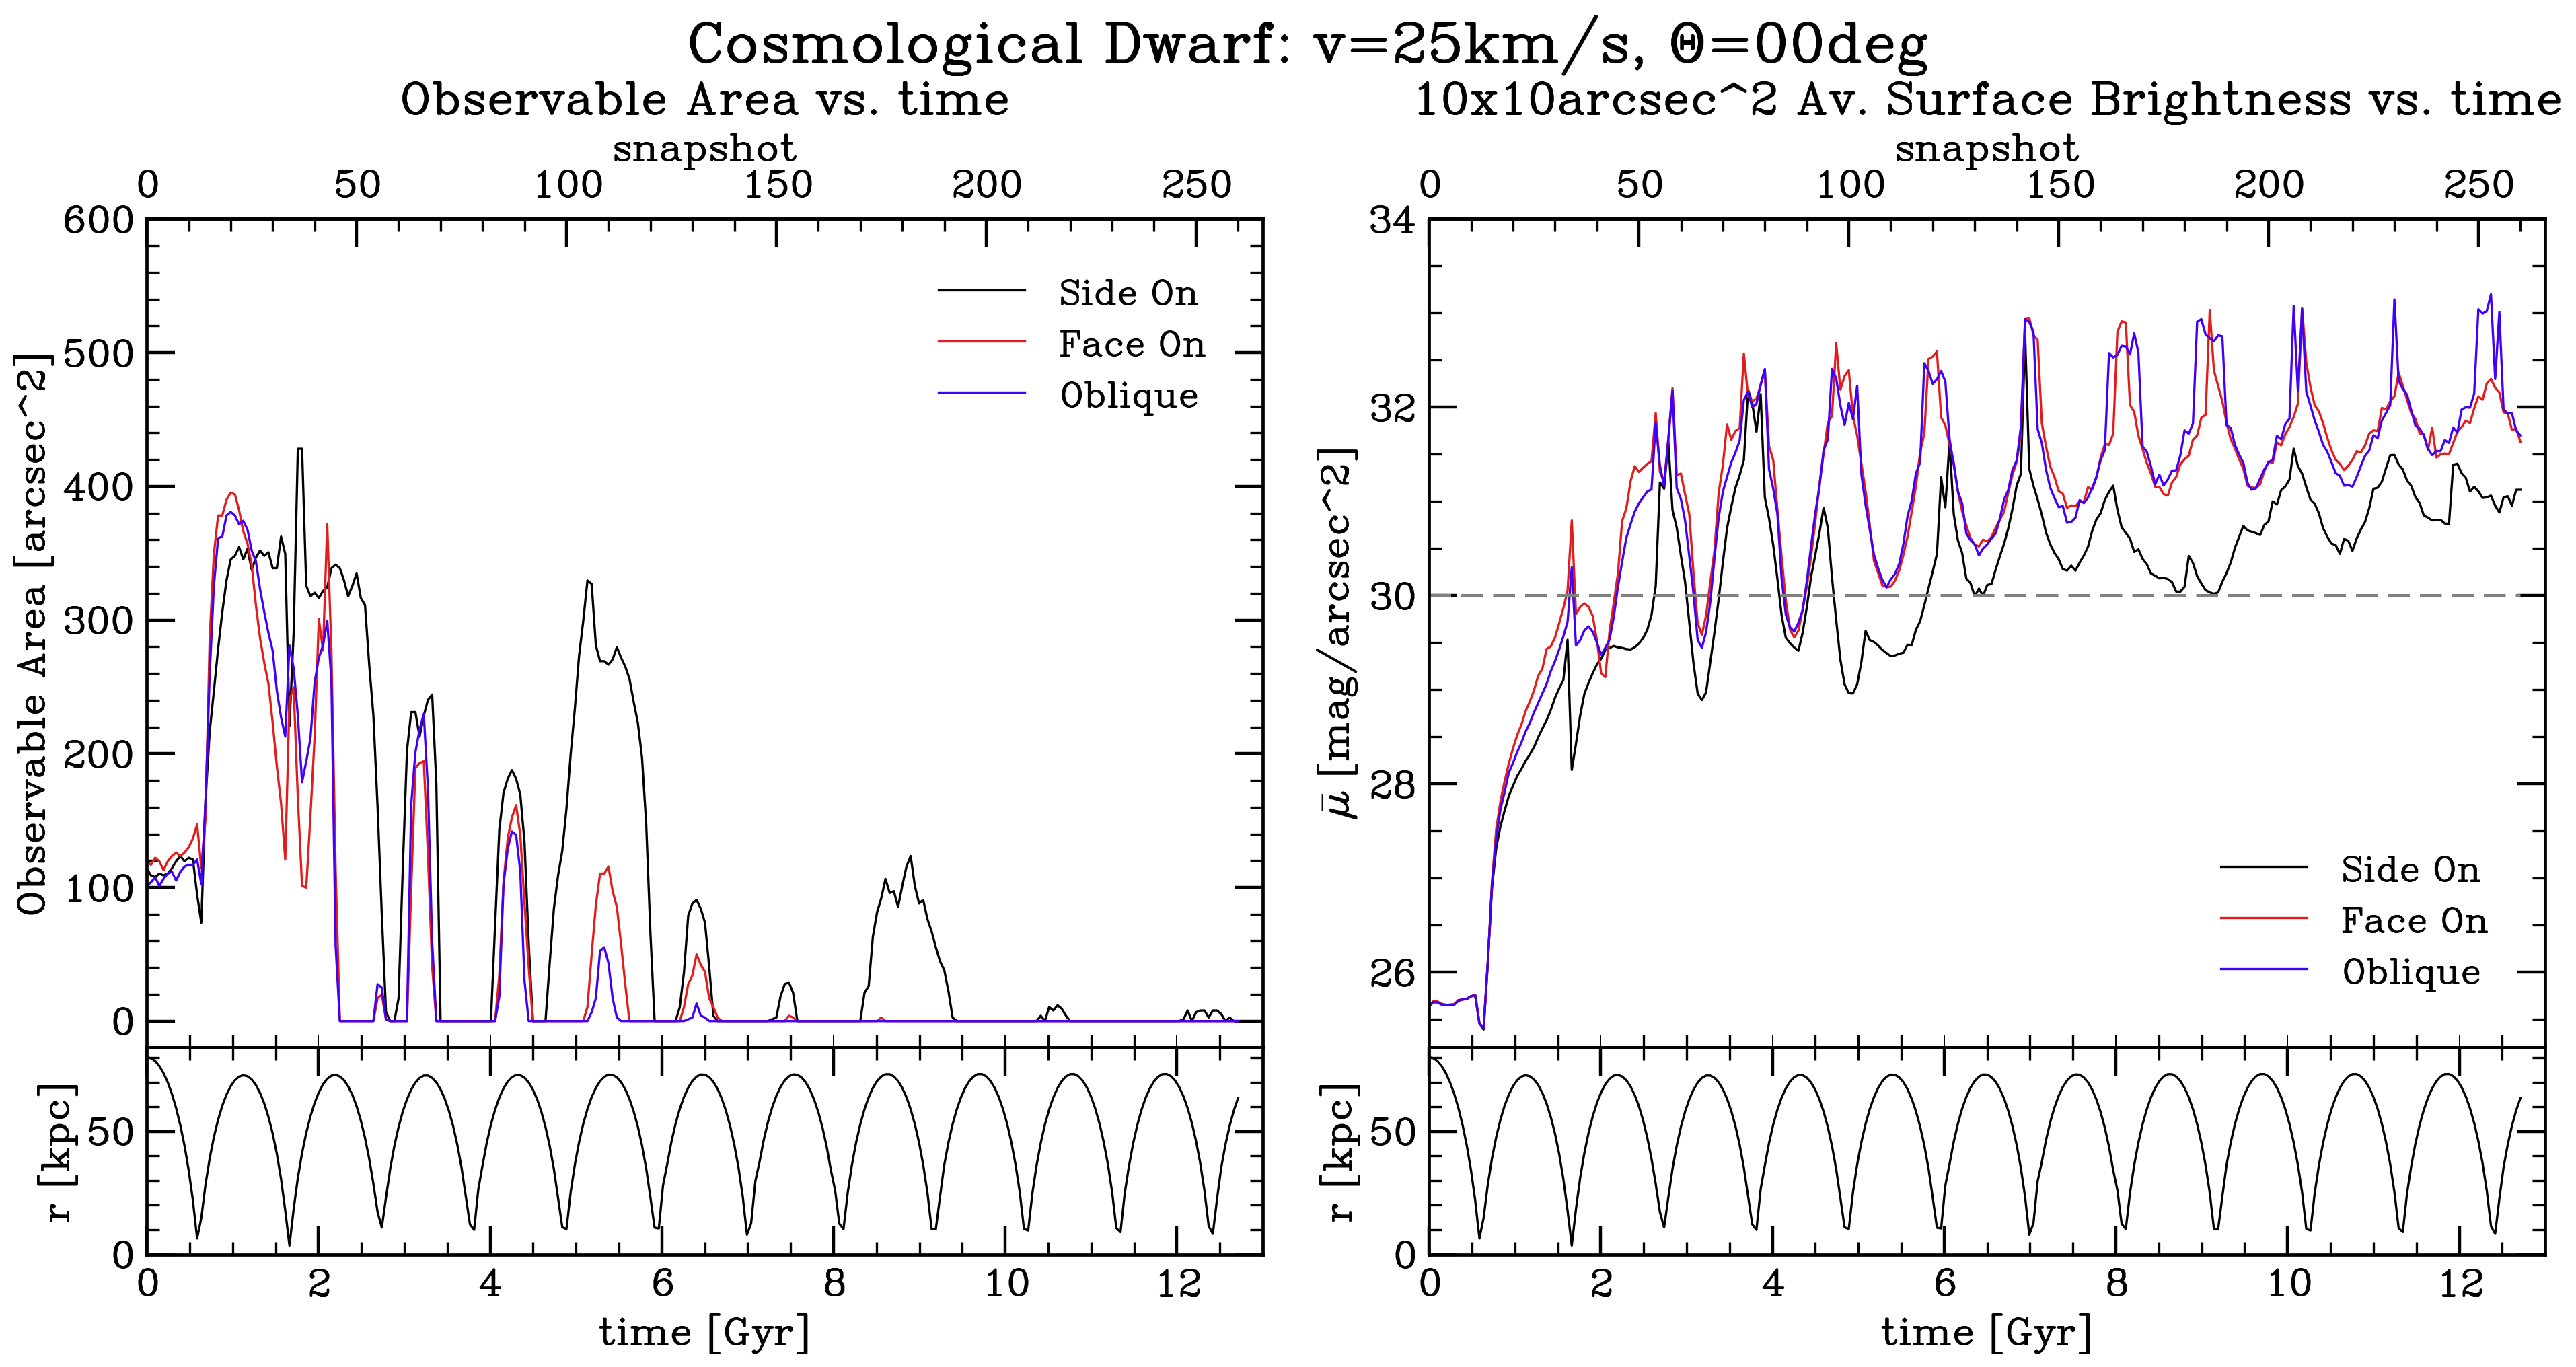 Cosmological Dwarf: v=25km/s, Θ=00deg
Observable Area vs. time
snapshot
0 50 100 150 200 250
600
500
400
300
200
100
0
Observable Area [arcsec^2]
Side On
Face On
Oblique
50
0
r [kpc]
0 2 4 6 8 10 12
time [Gyr]
10x10arcsec^2 Av. Surface Brightness vs. time
snapshot
0 50 100 150 200 250
34
32
30
28
26
μ̄ [mag/arcsec^2]
Side On
Face On
Oblique
50
0
r [kpc]
0 2 4 6 8 10 12
time [Gyr]